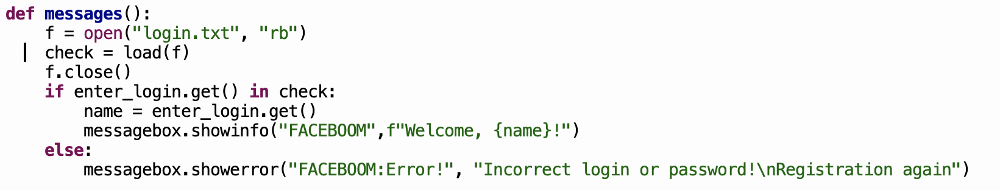 def messages():
    f = open("login.txt", "rb")
    check = load(f)
    f.close()
    if enter_login.get() in check:
        name = enter_login.get()
        messagebox.showinfo("FACEBOOM",f"Welcome, {name}!")
    else:
        messagebox.showerror("FACEBOOM:Error!", "Incorrect login or password!\nRegistration again")